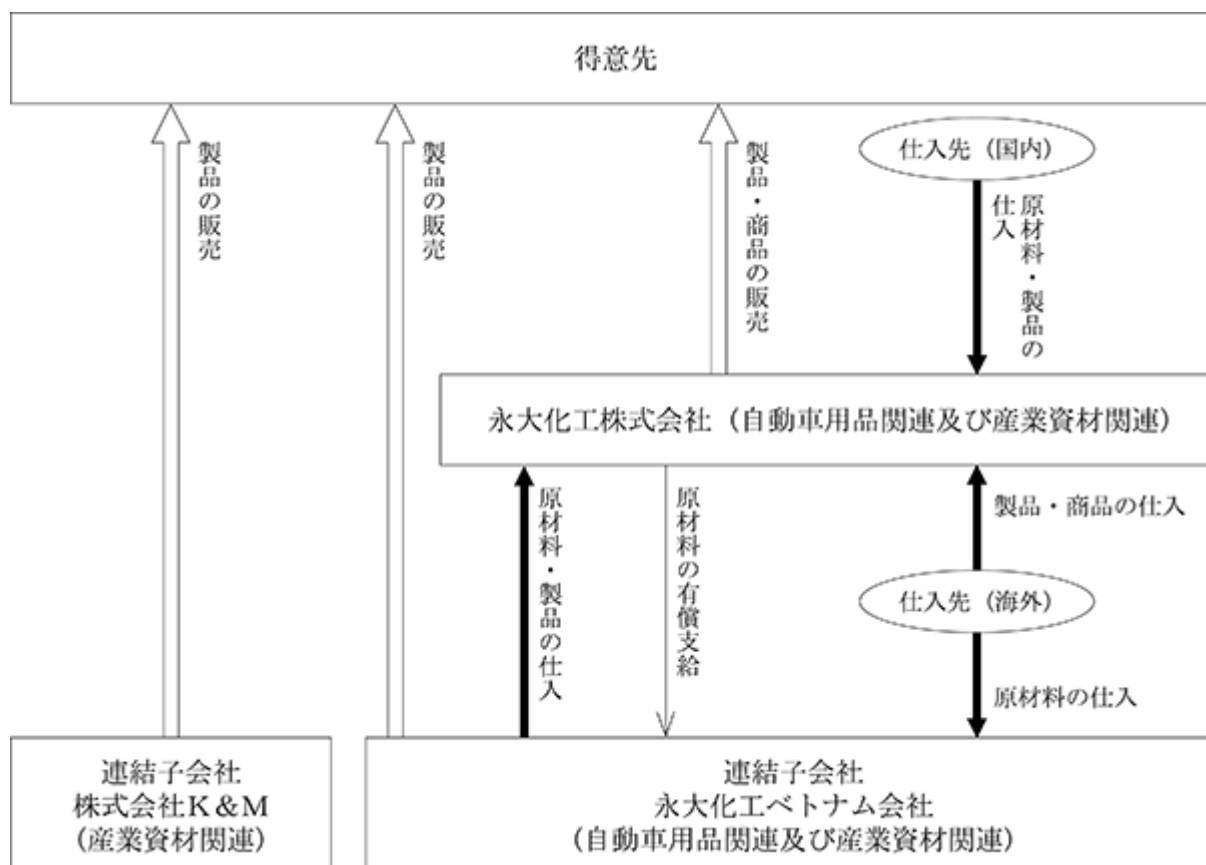 得意先
製品の販売
製品の販売
製品・商品の販売
仕入先（国内）
原材料・製品の
仕入
永大化工株式会社（自動車用品関連及び産業資材関連）
原材料・製品の仕入
原材料の有償支給
製品・商品の仕入
仕入先（海外）
原材料の仕入
連結子会社
株式会社Ｋ＆Ｍ
（産業資材関連）
連結子会社
永大化工ベトナム会社
（自動車用品関連及び産業資材関連）